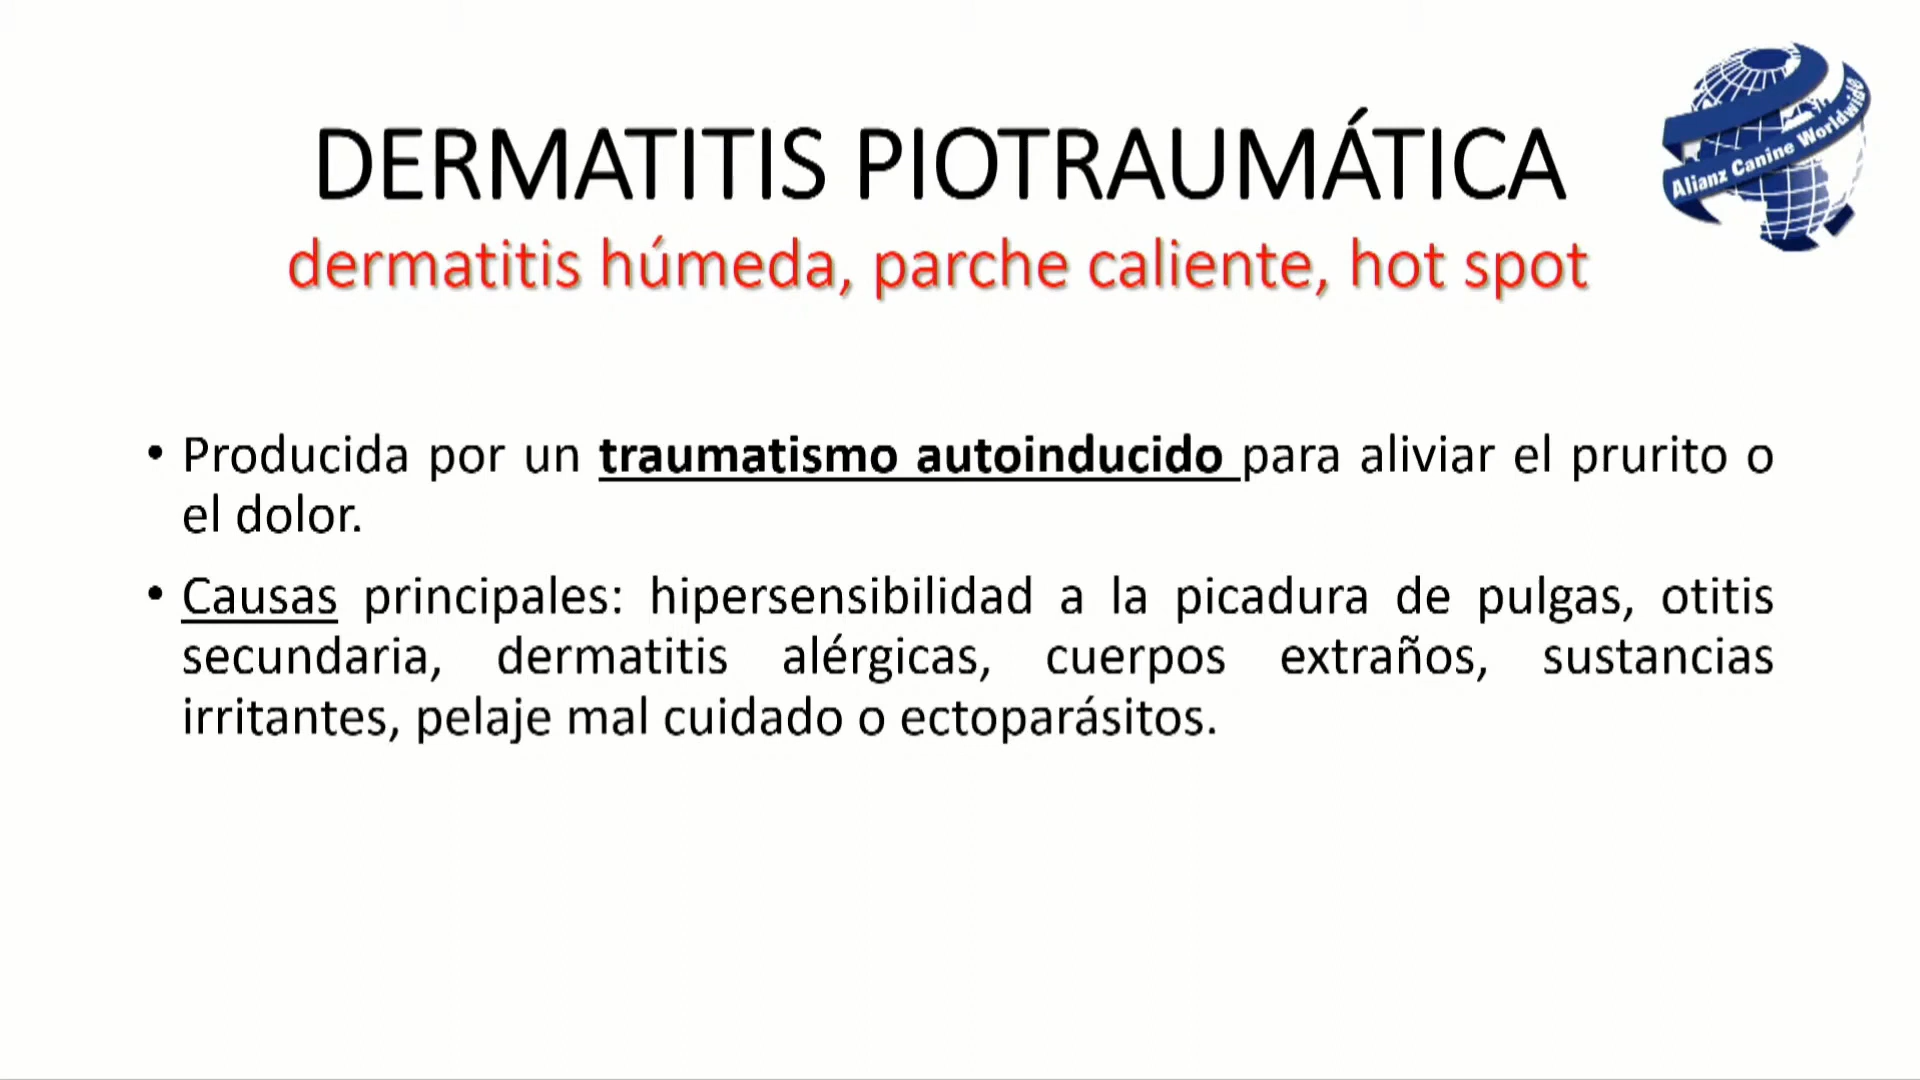 DERMATITIS PIOTRAUMÁTICA
dermatitis húmeda, parche caliente, hot spot
Alianz Canine Worldwide
• Producida por un traumatismo autoinducido para aliviar el prurito o
el dolor.
• Causas principales: hipersensibilidad a la picadura de pulgas, otitis
secundaria, dermatitis alérgicas, cuerpos extraños, sustancias
irritantes, pelaje mal cuidado o ectoparásitos.